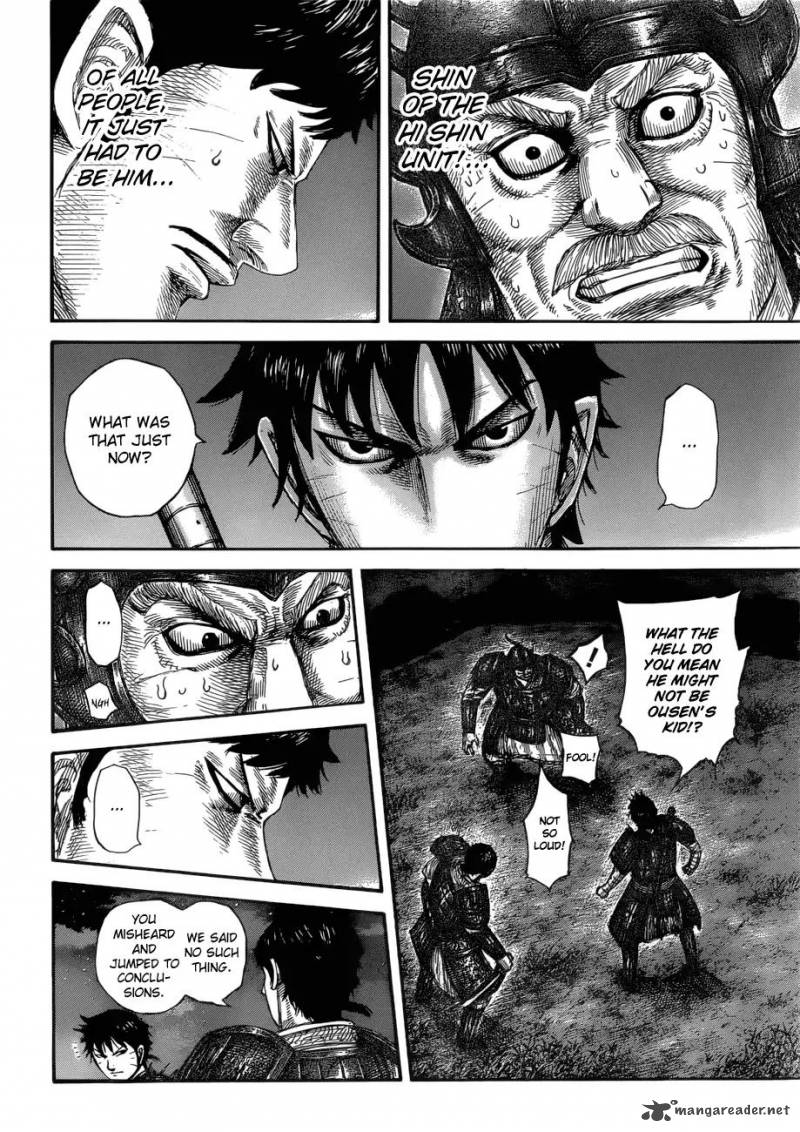 SHIN
OF THE
HI SHIN
UNIT!...
OF ALL
PEOPLE,
IT JUST
HAD TO
BE HIM...
...
WHAT WAS
THAT JUST
NOW?
WHAT THE
HELL DO
YOU MEAN
HE MIGHT
NOT BE
OUSEN'S
KID!?
!
FOOL!
NOT
SO
LOUD!
...
NGH
...
WE SAID
NO SUCH
THING.
YOU
MISHEARD
AND
JUMPED TO
CONCLU-
SIONS.
mangareader.net